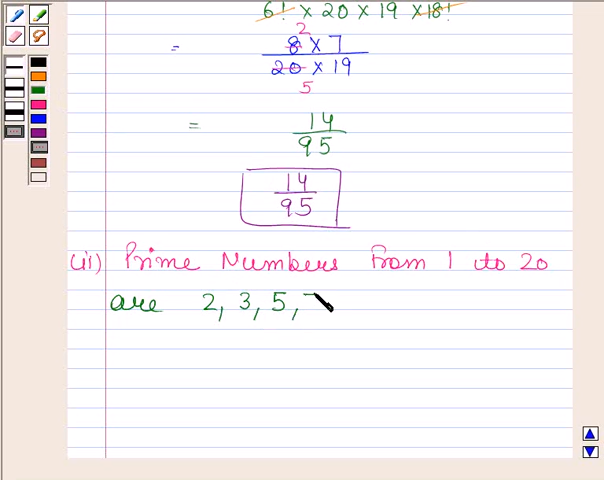 6! × 20 × 19 × 18!
2
= 8 × 7
20 × 19
5
= 14
95
14
95
(ii) Prime Numbers from 1 to 20
are 2, 3, 5,